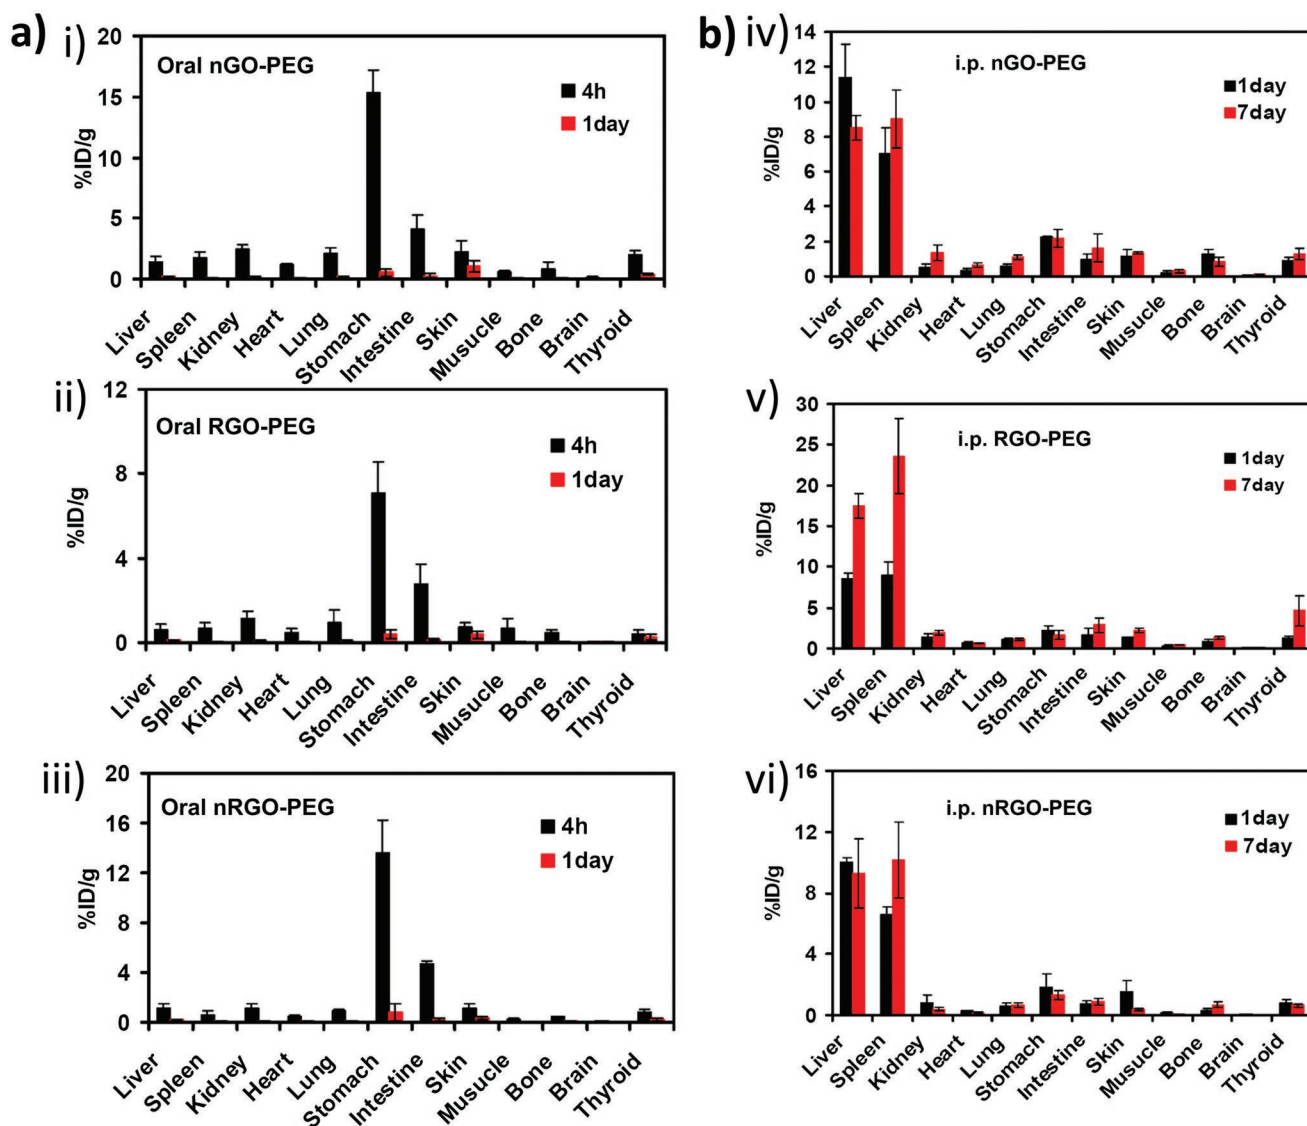 a)
i)
Oral nGO-PEG
4h
1day
%ID/g
20
15
10
5
0
Liver
Spleen
Kidney
Heart
Lung
Stomach
Intestine
Skin
Musucle
Bone
Brain
Thyroid
ii)
Oral RGO-PEG
4h
1day
%ID/g
12
8
4
0
Liver
Spleen
Kidney
Heart
Lung
Stomach
Intestine
Skin
Musucle
Bone
Brain
Thyroid
iii)
Oral nRGO-PEG
4h
1day
%ID/g
20
16
12
8
4
0
Liver
Spleen
Kidney
Heart
Lung
Stomach
Intestine
Skin
Musucle
Bone
Brain
Thyroid
b)
iv)
i.p. nGO-PEG
1day
7day
%ID/g
14
12
10
8
6
4
2
0
Liver
Spleen
Kidney
Heart
Lung
Stomach
Intestine
Skin
Musucle
Bone
Brain
Thyroid
v)
i.p. RGO-PEG
1day
7day
%ID/g
30
25
20
15
10
5
0
Liver
Spleen
Kidney
Heart
Lung
Stomach
Intestine
Skin
Musucle
Bone
Brain
Thyroid
vi)
i.p. nRGO-PEG
1day
7day
%ID/g
16
12
8
4
0
Liver
Spleen
Kidney
Heart
Lung
Stomach
Intestine
Skin
Musucle
Bone
Brain
Thyroid